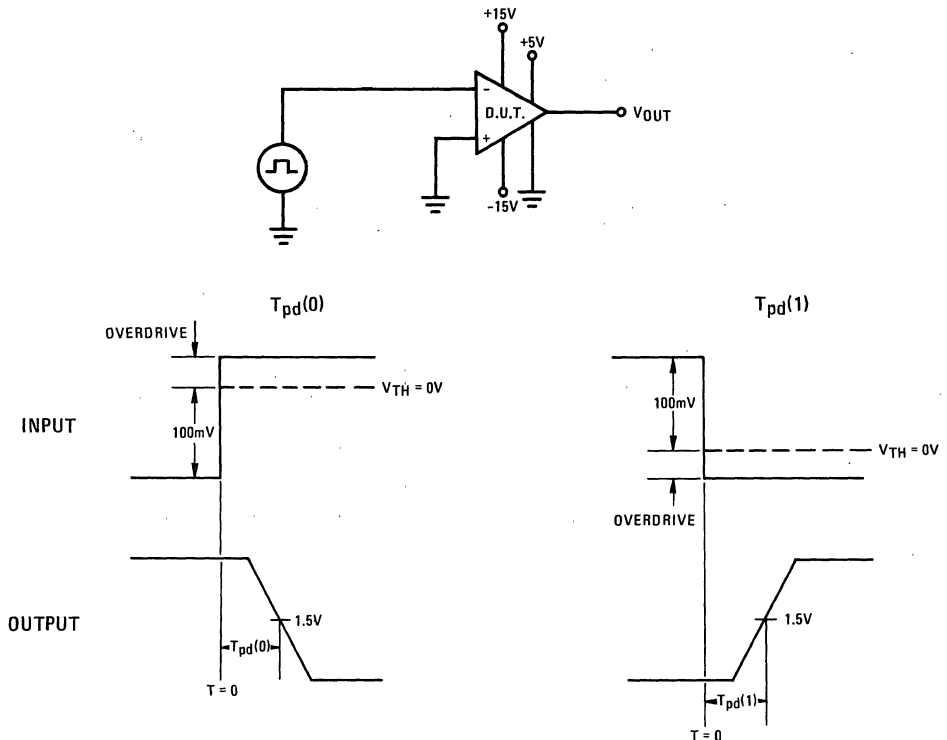 +15V
+5V
-
D.U.T.
+
VOUT
-15V
Tpd(0)
Tpd(1)
OVERDRIVE
VTH = 0V
100mV
INPUT
100mV
VTH = 0V
OVERDRIVE
OUTPUT
1.5V
Tpd(0)
T = 0
1.5V
Tpd(1)
T = 0